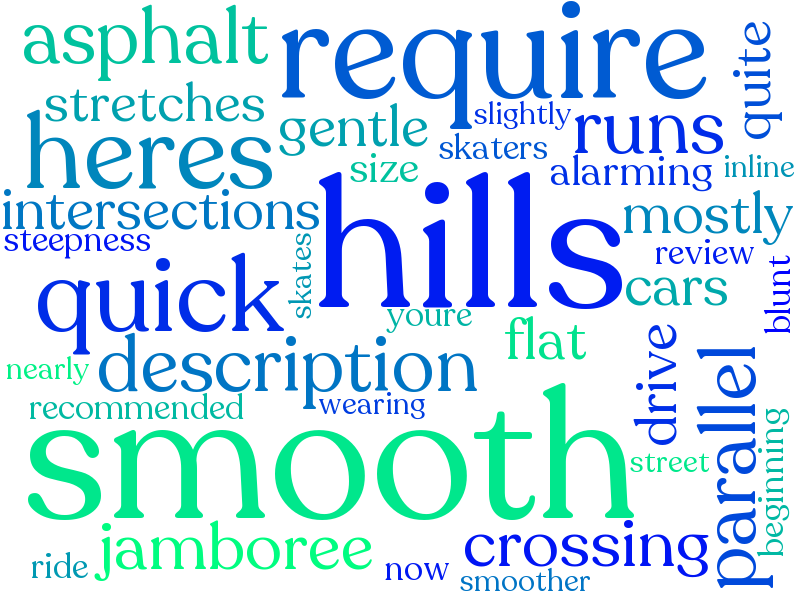 asphalt
require
quite
stretches
slightly
gentle
runs
heres
skaters
size
alarming
inline
hills
intersections
mostly
steepness
skates
review
quick
blunt
cars
youre
flat
drive
description
nearly
parallel
recommended
wearing
smooth
beginning
street
jamboree
crossing
ride
now
smoother